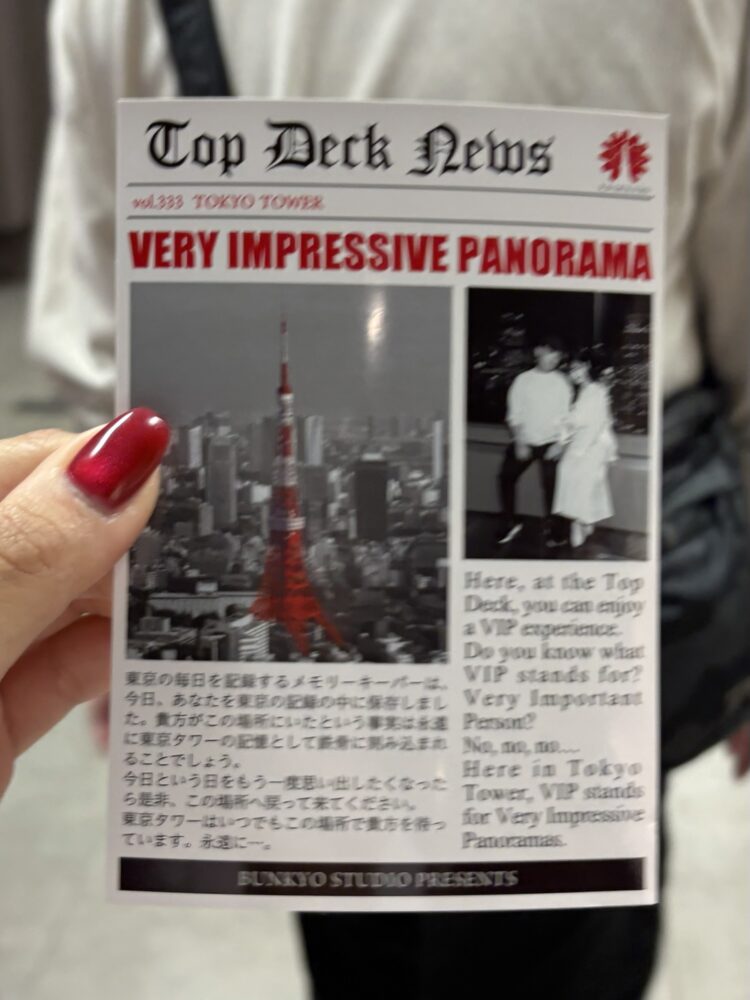 Top Deck News
vol.333 TOKYO TOWER
VERY IMPRESSIVE PANORAMA
東京の毎日を記録するメモリーキーパーは、
今日、あなたを東京の記録の中に保存しまし
た。貴方がこの場所にいたという事実は永遠
に東京タワーの記憶として鉄骨に刻み込まれ
ることでしょう。
今日という日をもう一度思い出したくなった
ら是非、この場所へ戻って来てください。
東京タワーはいつでもこの場所で貴方を待っ
ています。永遠に…。
Here, at the Top
Deck, you can enjoy
a VIP experience.
Do you know what
VIP stands for?
Very Important
Person?
No, no, no....
Here in Tokyo
Tower, VIP stands
for Very Impressive
Panoramas.
BUNKYO STUDIO PRESENTS